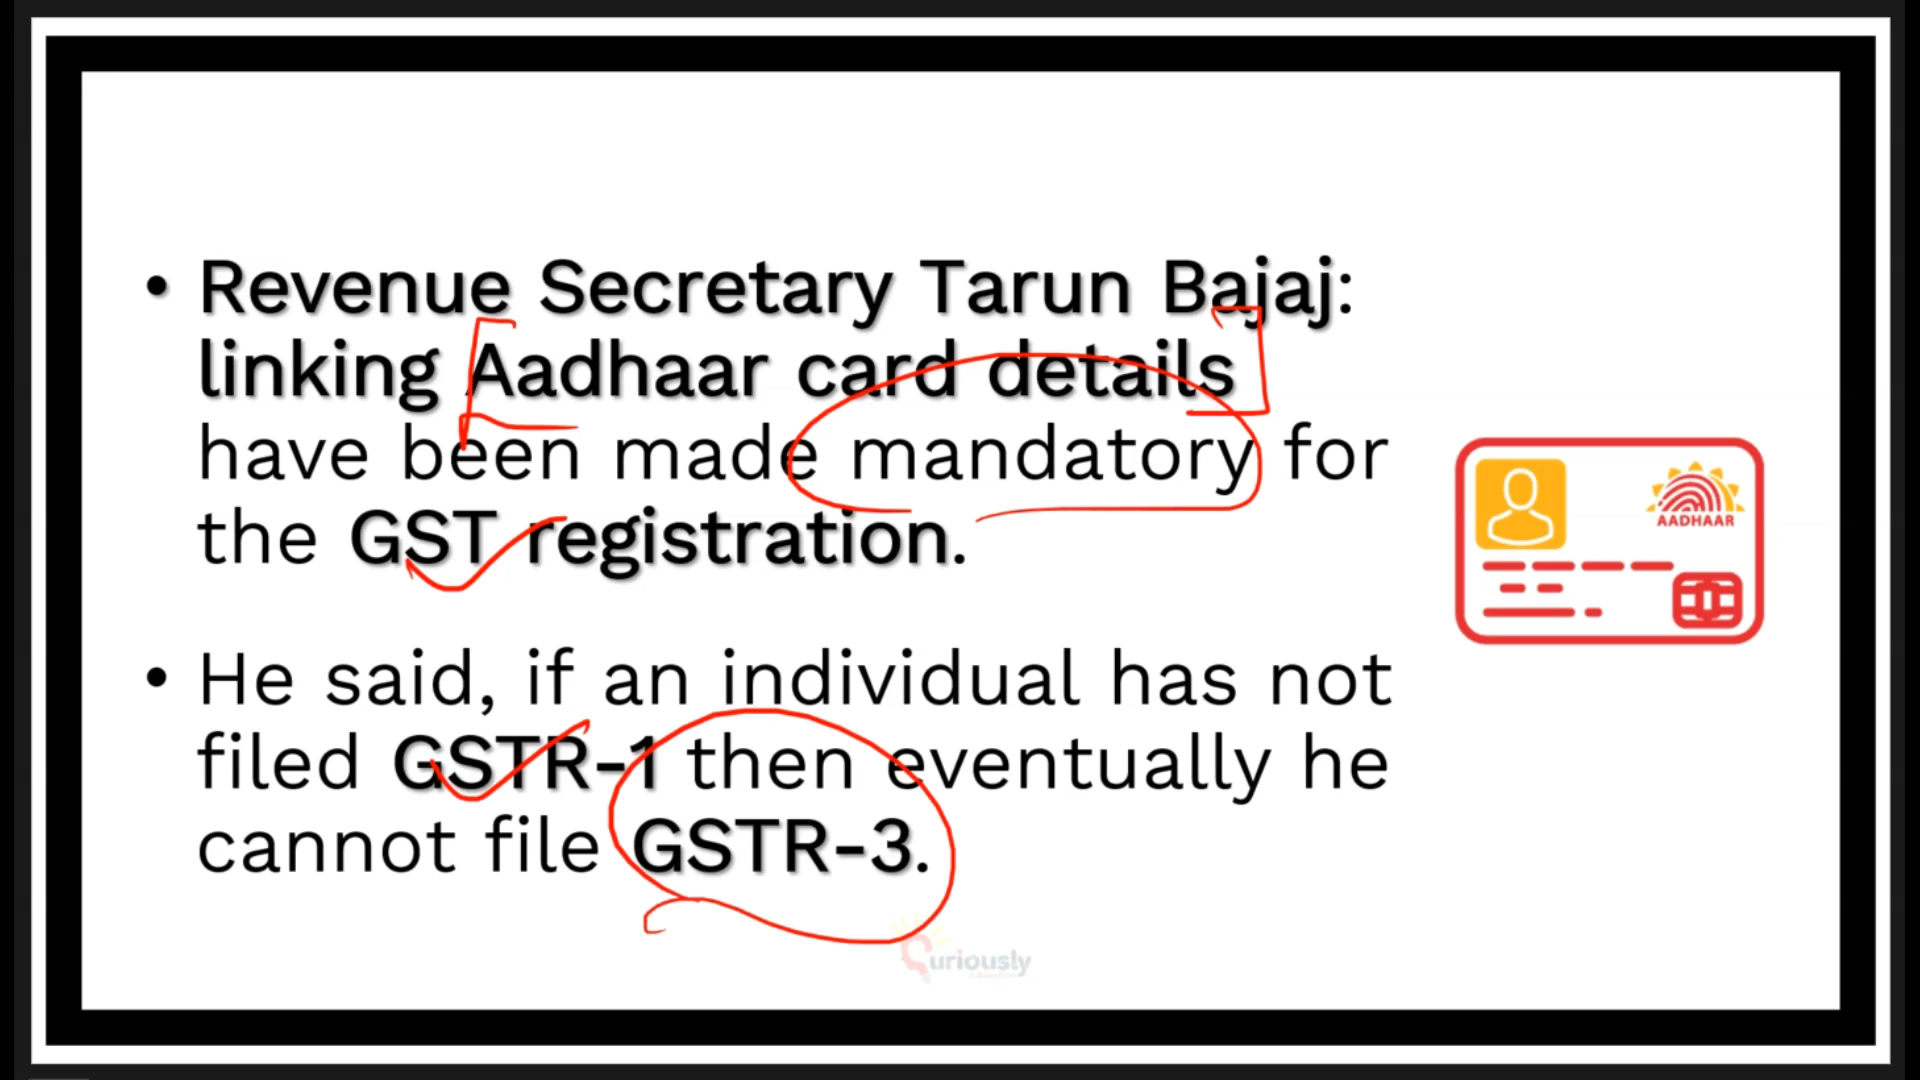 • Revenue Secretary Tarun Bajaj:
linking Aadhaar card details
have been made mandatory for
the GST registration.
• He said, if an individual has not
filed GSTR-1 then eventually he
cannot file GSTR-3.
AADHAAR
Curiously